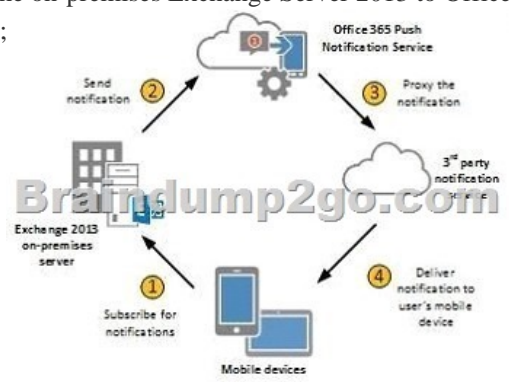 the on-premises Exchange Server 2013 to Office
;
Office 365 Push
Notification Service
Send
notification
2
3
Proxy the
notification
3rd party
notification
service
Braindump2go.com
Exchange 2013
on-premises
server
1
Subscribe for
notifications
4
Deliver
notification to
user's mobile
device
Mobile devices